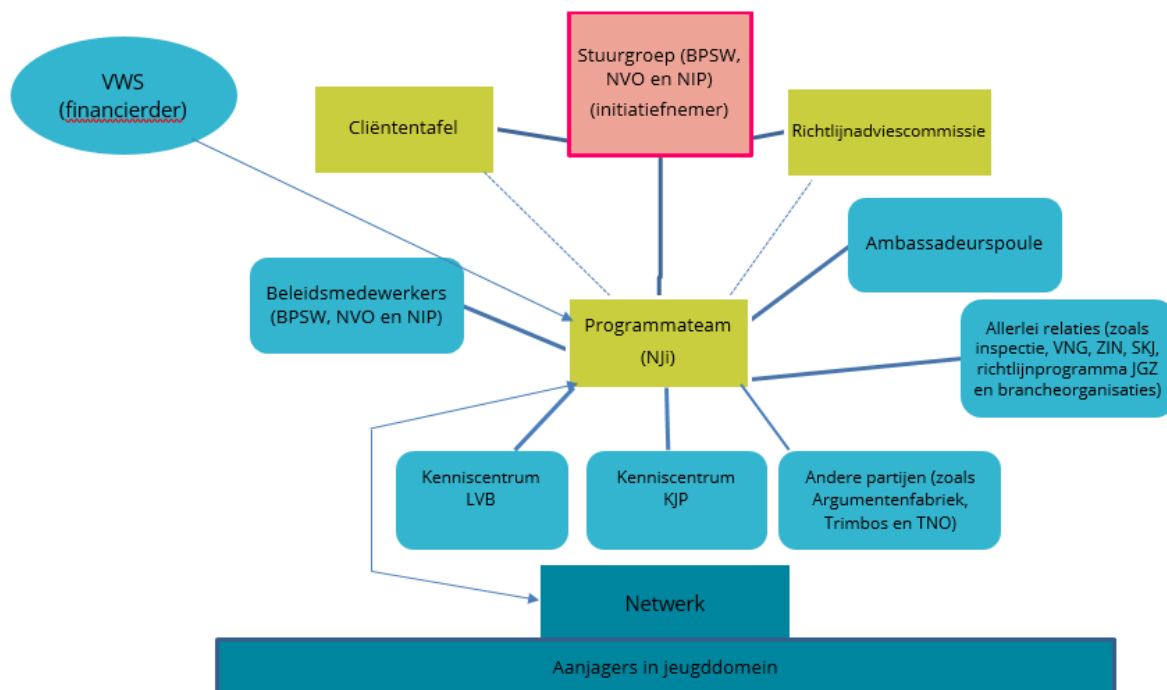 VWS
(financierder)
Stuurgroep (BPSW,
NVO en NIP)
(initiatiefnemer)
Cliëntentafel
Richtlijnadviescommissie
Ambassadeurspoule
Beleidsmedewerkers
(BPSW, NVO en NIP)
Programmateam
(NJi)
Allerlei relaties (zoals
inspectie, VNG, ZIN, SKJ,
richtlijnprogramma JGZ
en brancheorganisaties)
Kenniscentrum
LVB
Kenniscentrum
KJP
Andere partijen (zoals
Argumentenfabriek,
Trimbos en TNO)
Netwerk
Aanjagers in jeugddomein